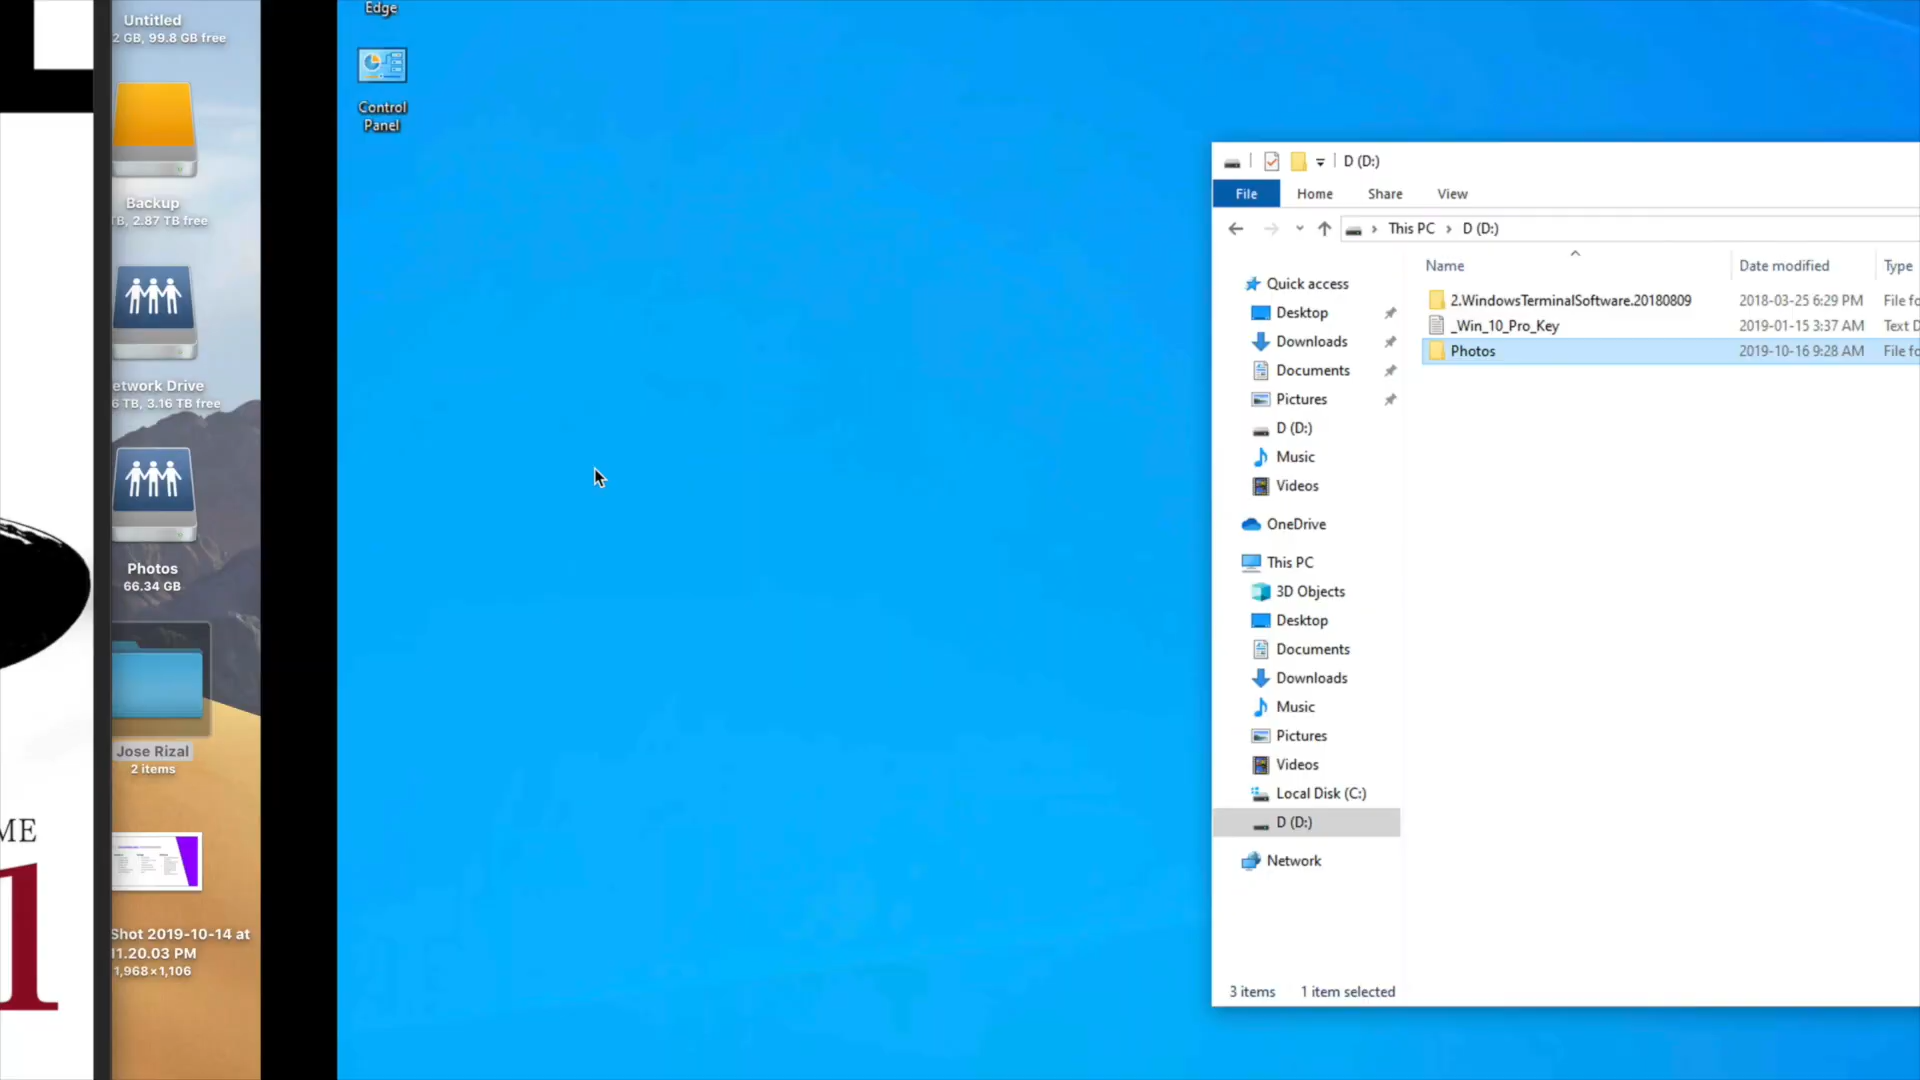 Untitled
2 GB, 99.8 GB free
Backup
TB, 2.87 TB free
etwork Drive
6 TB, 3.16 TB free
Photos
66.34 GB
Jose Rizal
2 items
Shot 2019-10-14 at
11.20.03 PM
1,968×1,106
ME
1
Edge
Control
Panel
D (D:)
File Home Share View
This PC › D (D:)
Name Date modified Type
2.WindowsTerminalSoftware.20180809 2018-03-25 6:29 PM File fo
_Win_10_Pro_Key 2019-01-15 3:37 AM Text D
Photos 2019-10-16 9:28 AM File fo
Quick access
Desktop
Downloads
Documents
Pictures
D (D:)
Music
Videos
OneDrive
This PC
3D Objects
Desktop
Documents
Downloads
Music
Pictures
Videos
Local Disk (C:)
D (D:)
Network
3 items 1 item selected